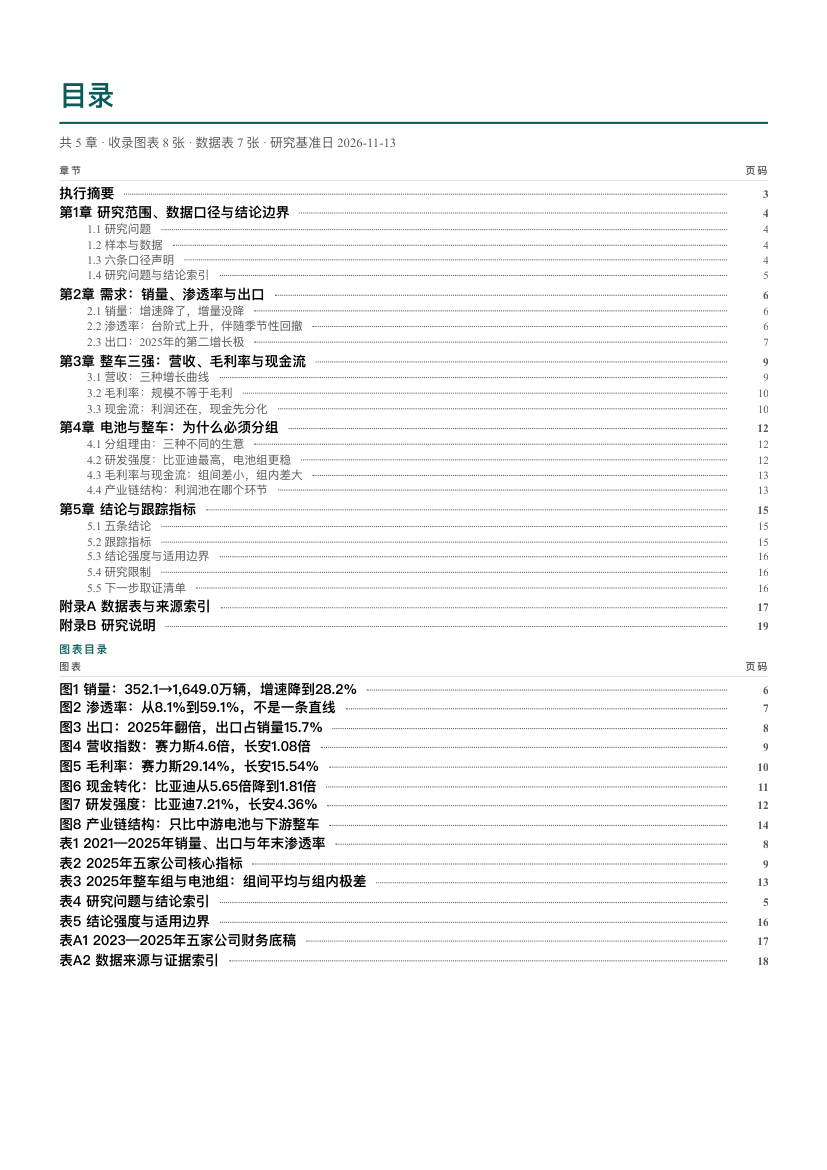 目录
共 5 章 · 收录图表 8 张 · 数据表 7 张 · 研究基准日 2026-11-13
章节 页码
执行摘要 3
第1章 研究范围、数据口径与结论边界 4
1.1 研究问题 4
1.2 样本与数据 4
1.3 六条口径声明 4
1.4 研究问题与结论索引 5
第2章 需求：销量、渗透率与出口 6
2.1 销量：增速降了，增量没降 6
2.2 渗透率：台阶式上升，伴随季节性回撤 6
2.3 出口：2025年的第二增长极 7
第3章 整车三强：营收、毛利率与现金流 9
3.1 营收：三种增长曲线 9
3.2 毛利率：规模不等于毛利 10
3.3 现金流：利润还在，现金先分化 10
第4章 电池与整车：为什么必须分组 12
4.1 分组理由：三种不同的生意 12
4.2 研发强度：比亚迪最高，电池组更稳 12
4.3 毛利率与现金流：组间差小，组内差大 13
4.4 产业链结构：利润池在哪个环节 13
第5章 结论与跟踪指标 15
5.1 五条结论 15
5.2 跟踪指标 15
5.3 结论强度与适用边界 16
5.4 研究限制 16
5.5 下一步取证清单 16
附录A 数据表与来源索引 17
附录B 研究说明 19
图表目录
图表 页码
图1 销量：352.1→1,649.0万辆，增速降到28.2% 6
图2 渗透率：从8.1%到59.1%，不是一条直线 7
图3 出口：2025年翻倍，出口占销量15.7% 8
图4 营收指数：赛力斯4.6倍，长安1.08倍 9
图5 毛利率：赛力斯29.14%，长安15.54% 10
图6 现金转化：比亚迪从5.65倍降到1.81倍 11
图7 研发强度：比亚迪7.21%，长安4.36% 12
图8 产业链结构：只比中游电池与下游整车 14
表1 2021—2025年销量、出口与年末渗透率 8
表2 2025年五家公司核心指标 9
表3 2025年整车组与电池组：组间平均与组内极差 13
表4 研究问题与结论索引 5
表5 结论强度与适用边界 16
表A1 2023—2025年五家公司财务底稿 17
表A2 数据来源与证据索引 18